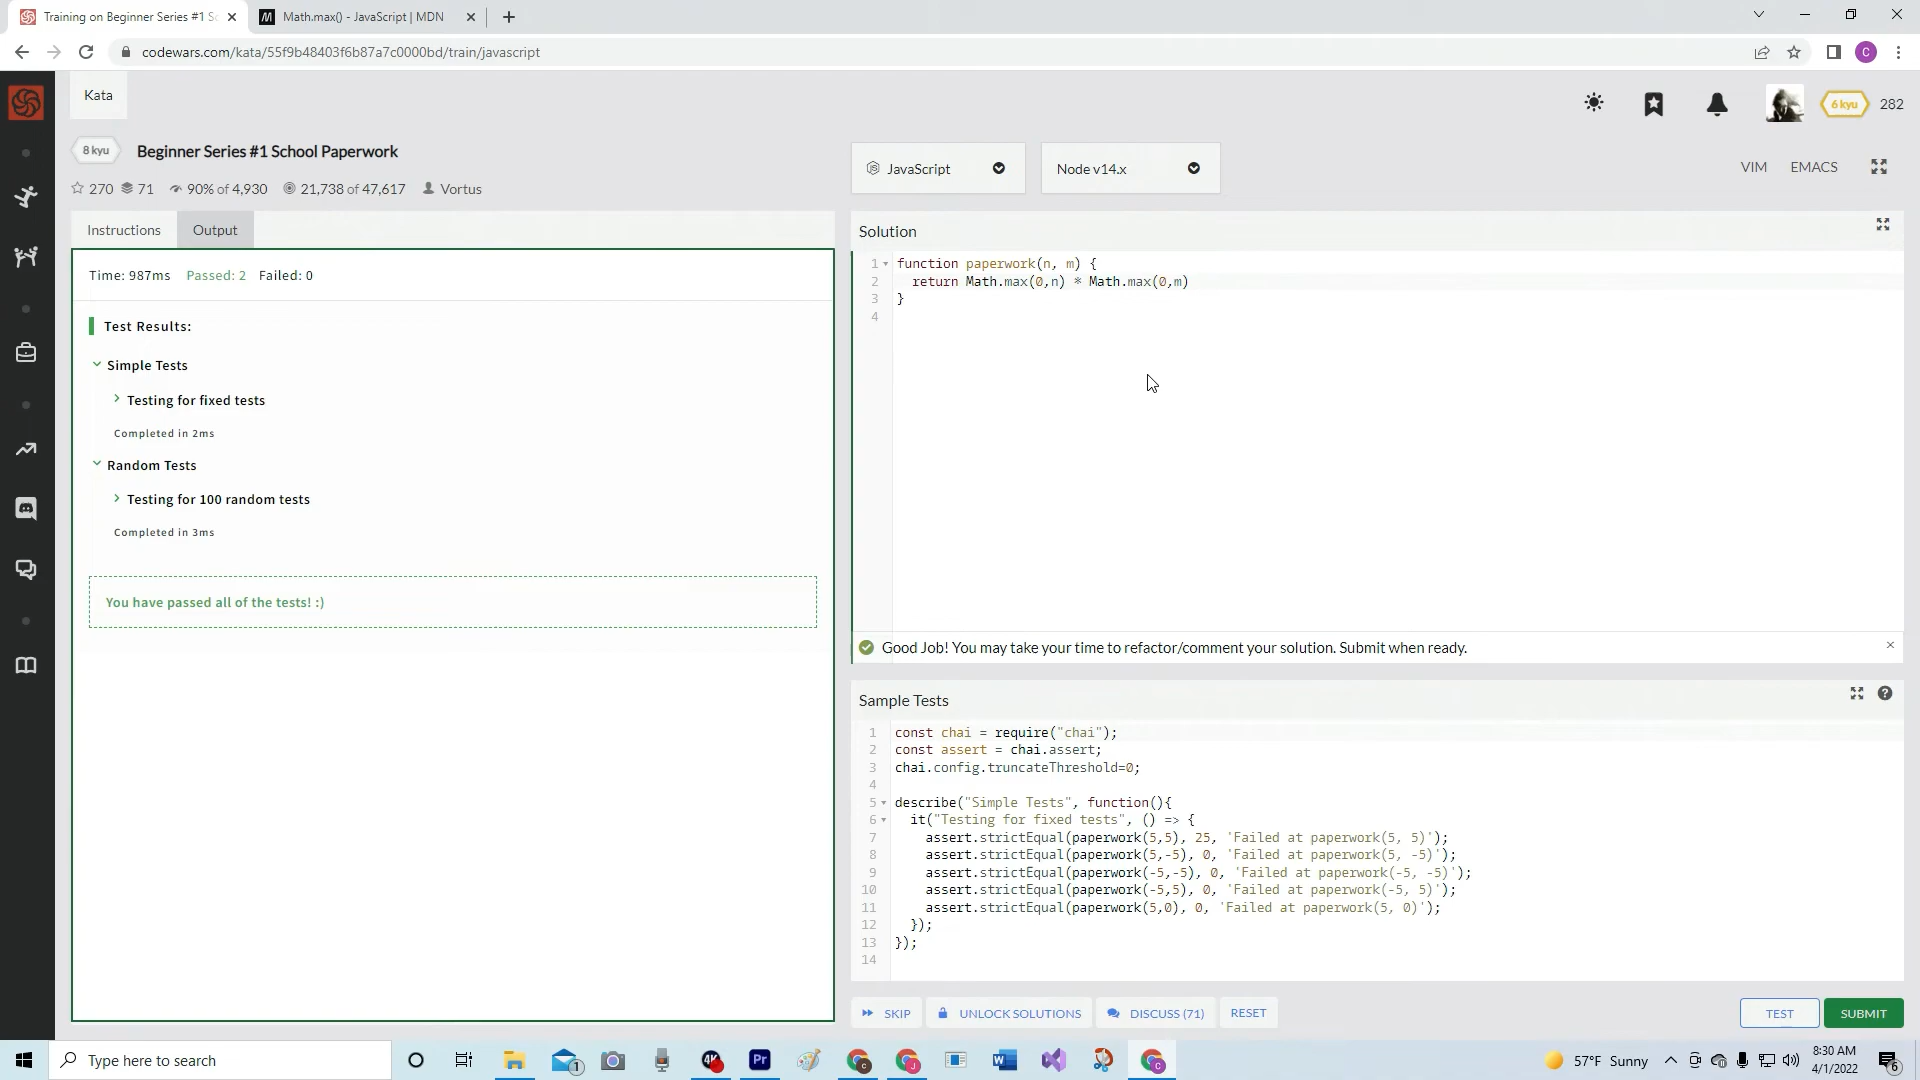 Training on Beginner Series #1 Sc
Math.max() - JavaScript | MDN
codewars.com/kata/55f9b48403f6b87a7c0000bd/train/javascript
C
Kata
6 kyu
282
8 kyu
Beginner Series #1 School Paperwork
270
71
90% of 4,930
21,738 of 47,617
Vortus
JavaScript
Node v14.x
VIM
EMACS
Instructions
Output
Time: 987ms Passed: 2 Failed: 0
Test Results:
Simple Tests
Testing for fixed tests
Completed in 2ms
Random Tests
Testing for 100 random tests
Completed in 3ms
You have passed all of the tests! :)
Solution
1 function paperwork(n, m) {
2 return Math.max(0,n) * Math.max(0,m)
3 }
4
Good Job! You may take your time to refactor/comment your solution. Submit when ready.
Sample Tests
1 const chai = require("chai");
2 const assert = chai.assert;
3 chai.config.truncateThreshold=0;
4
5 describe("Simple Tests", function(){
6 it("Testing for fixed tests", () => {
7 assert.strictEqual(paperwork(5,5), 25, 'Failed at paperwork(5, 5)');
8 assert.strictEqual(paperwork(5,-5), 0, 'Failed at paperwork(5, -5)');
9 assert.strictEqual(paperwork(-5,-5), 0, 'Failed at paperwork(-5, -5)');
10 assert.strictEqual(paperwork(-5,5), 0, 'Failed at paperwork(-5, 5)');
11 assert.strictEqual(paperwork(5,0), 0, 'Failed at paperwork(5, 0)');
12 });
13 });
14
SKIP
UNLOCK SOLUTIONS
DISCUSS (71)
RESET
TEST
SUBMIT
Type here to search
1
4K
Pr
57°F Sunny
8:30 AM
4/1/2022
6